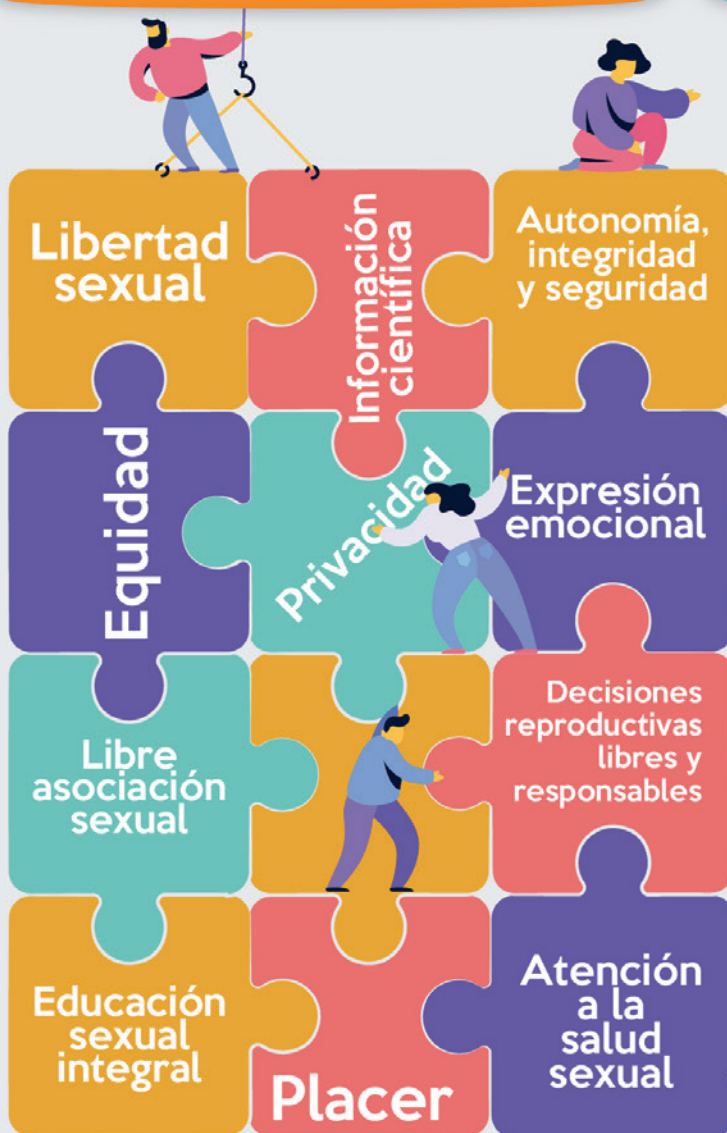 Libertad
sexual
Información
científica
Autonomía,
integridad
y seguridad
Equidad
Privacidad
Expresión
emocional
Libre
asociación
sexual
Decisiones
reproductivas
libres y
responsables
Educación
sexual
integral
Placer
Atención
a la
salud
sexual